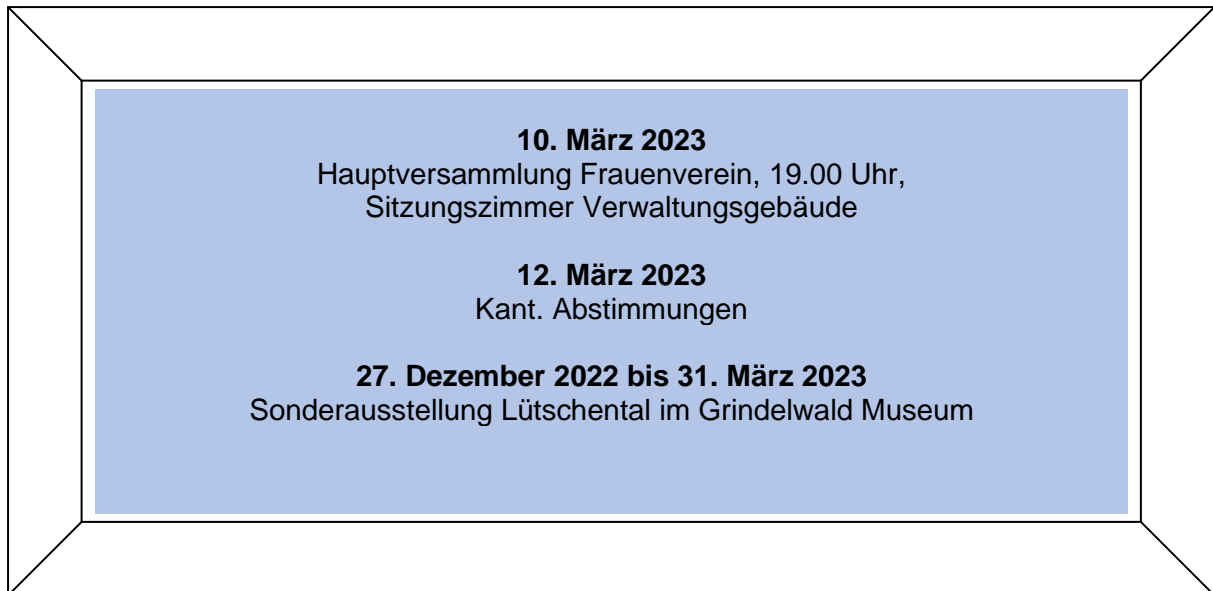 10. März 2023
Hauptversammlung Frauenverein, 19.00 Uhr,
Sitzungszimmer Verwaltungsgebäude
12. März 2023
Kant. Abstimmungen
27. Dezember 2022 bis 31. März 2023
Sonderausstellung Lütschental im Grindelwald Museum